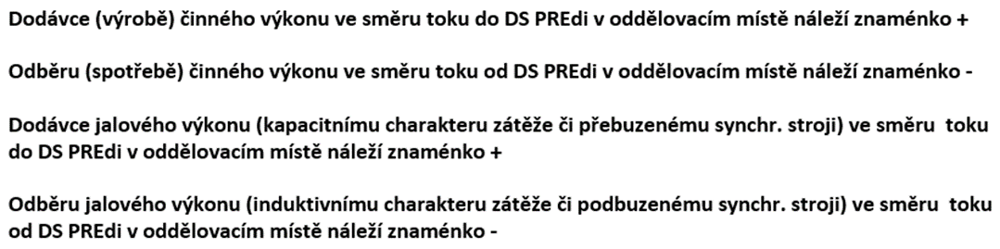 Dodávce (výrobě) činného výkonu ve směru toku do DS PREdi v oddělovacím místě náleží znaménko +
Odběru (spotřebě) činného výkonu ve směru toku od DS PREdi v oddělovacím místě náleží znaménko -
Dodávce jalového výkonu (kapacitnímu charakteru zátěže či přebuzenému synchr. stroji) ve směru  toku
do DS PREdi v oddělovacím místě náleží znaménko +
Odběru jalového výkonu (induktivnímu charakteru zátěže či podbuzenému synchr. stroji) ve směru  toku
od DS PREdi v oddělovacím místě náleží znaménko -